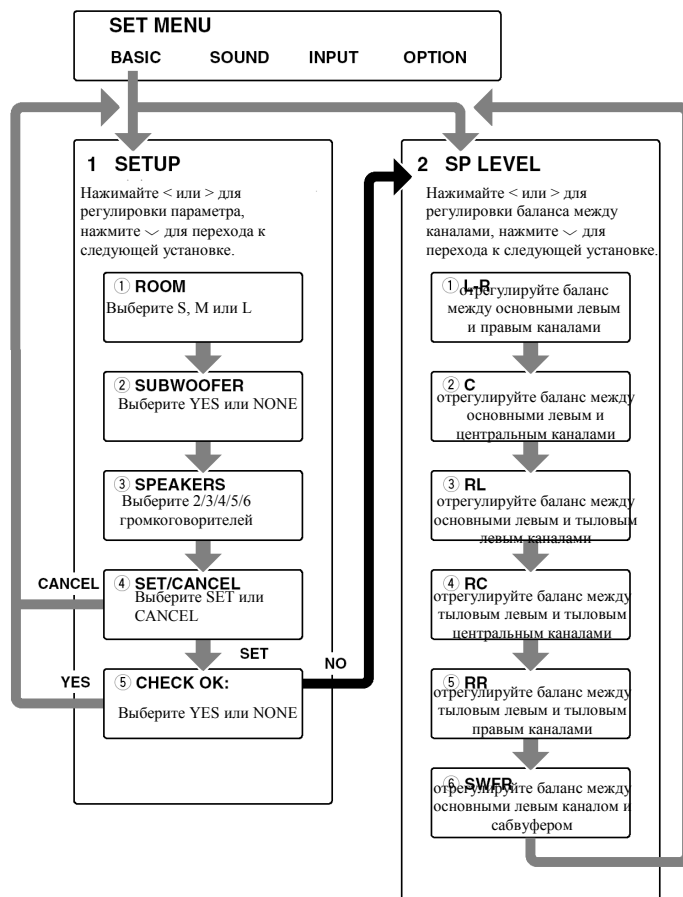 SET MENU
BASIC SOUND INPUT OPTION
1 SETUP
Нажимайте < или > для
регулировки параметра,
нажмите ﹀ для перехода к
следующей установке.
① ROOM
Выберите S, M или L
② SUBWOOFER
Выберите YES или NONE
③ SPEAKERS
Выберите 2/3/4/5/6
громкоговорителей
④ SET/CANCEL
Выберите SET или
CANCEL
CANCEL
SET
⑤ CHECK OK:
Выберите YES или NONE
YES
NO
2 SP LEVEL
Нажимайте < или > для
регулировки баланса между
каналами, нажмите ﹀ для
перехода к следующей установке.
① L-R
отрегулируйте баланс
между основными левым
и правым каналами
② C
отрегулируйте баланс между
основными левым и
центральным каналами
③ RL
отрегулируйте баланс между
основными левым и тыловым
левым каналами
④ RC
отрегулируйте баланс между
тыловым левым и тыловым
центральным каналами
⑤ RR
отрегулируйте баланс между
тыловым левым и тыловым
правым каналами
⑥ SWFR
отрегулируйте баланс между
основными левым каналом и
сабвуфером